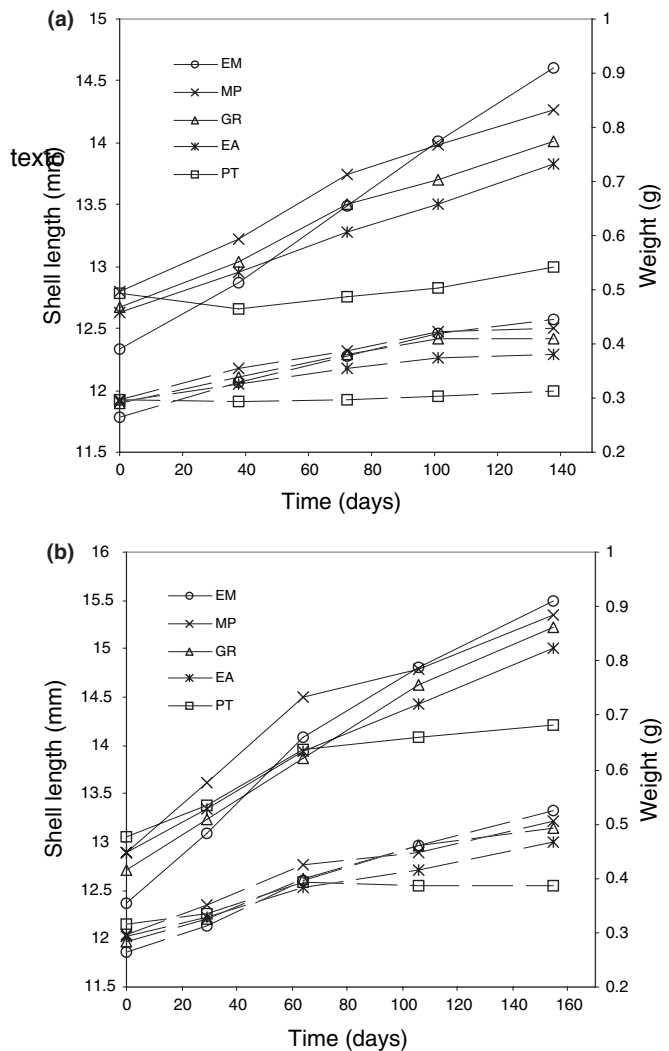 (a)
15
14.5
14
13.5
13
12.5
12
11.5
Shell length (mm)
texto
EM
MP
GR
EA
PT
1
0.9
0.8
0.7
0.6
0.5
0.4
0.3
0.2
Weight (g)
0 20 40 60 80 100 120 140
Time (days)
(b)
16
15.5
15
14.5
14
13.5
13
12.5
12
11.5
Shell length (mm)
EM
MP
GR
EA
PT
1
0.9
0.8
0.7
0.6
0.5
0.4
0.3
0.2
Weight (g)
0 20 40 60 80 100 120 140 160
Time (days)